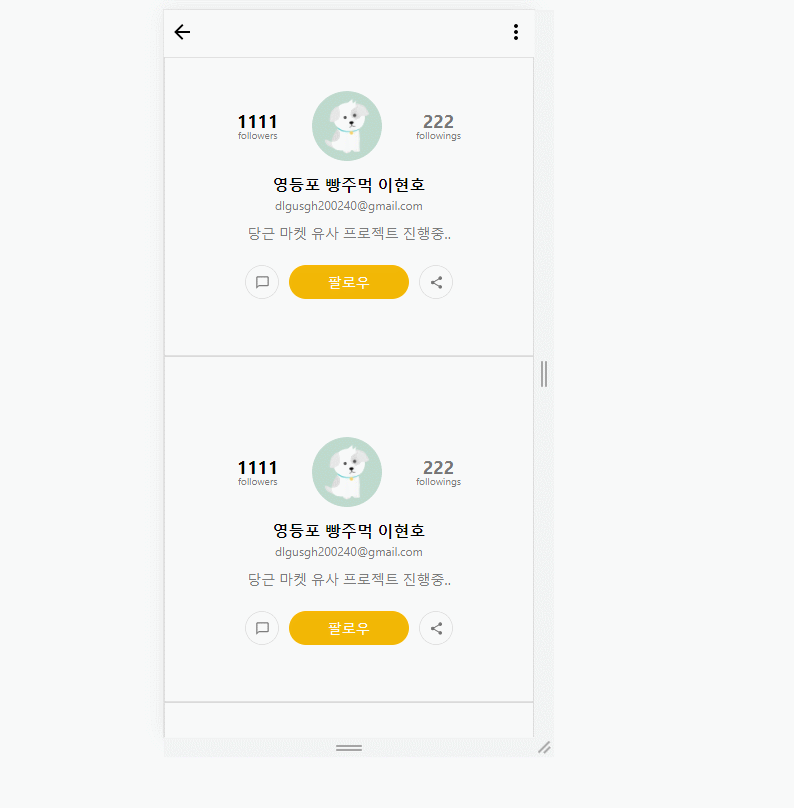 1111
followers
222
followings
영등포 빵주먹 이현호
dlgusgh200240@gmail.com
당근 마켓 유사 프로젝트 진행중..
팔로우
1111
followers
222
followings
영등포 빵주먹 이현호
dlgusgh200240@gmail.com
당근 마켓 유사 프로젝트 진행중..
팔로우